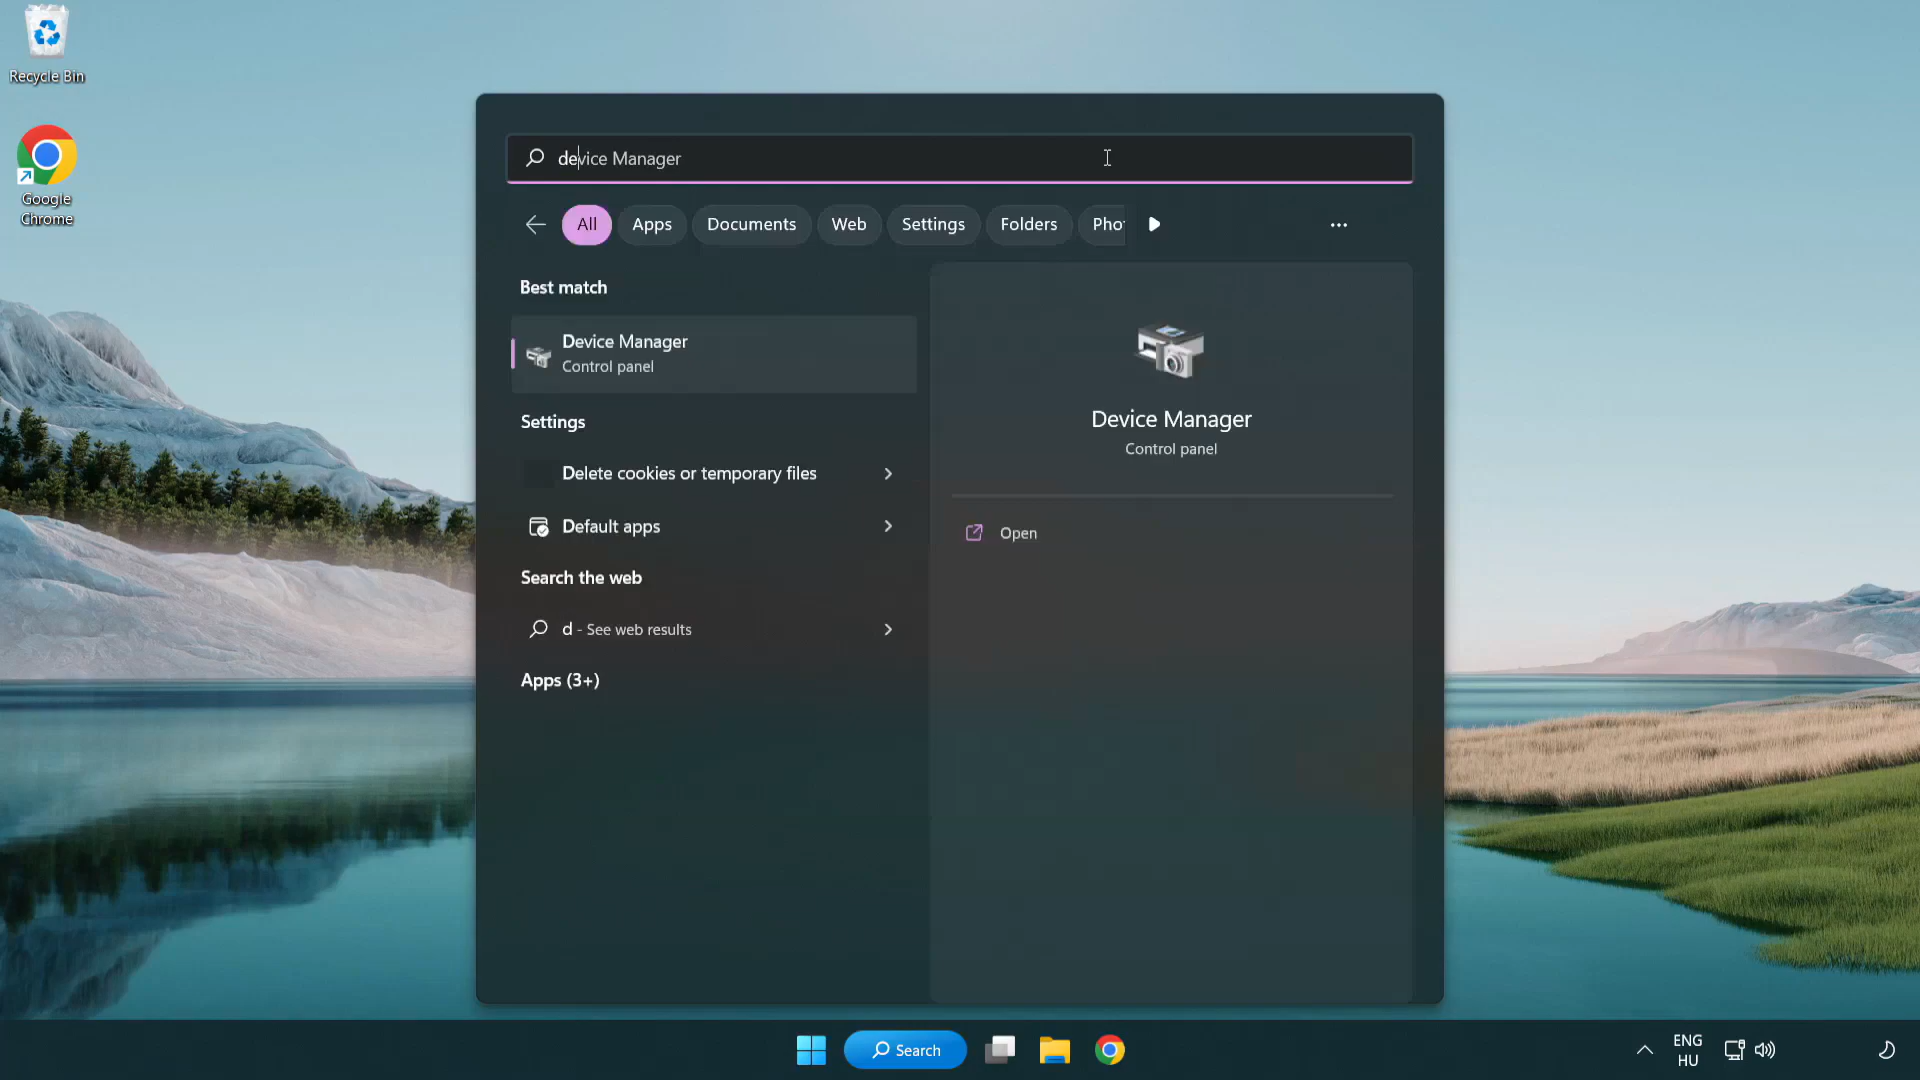 Recycle Bin
Google
Chrome
device Manager
All
Apps
Documents
Web
Settings
Folders
Pho
Best match
Device Manager
Control panel
Settings
Delete cookies or temporary files
Default apps
Search the web
d - See web results
Apps (3+)
Device Manager
Control panel
Open
Search
ENG
HU